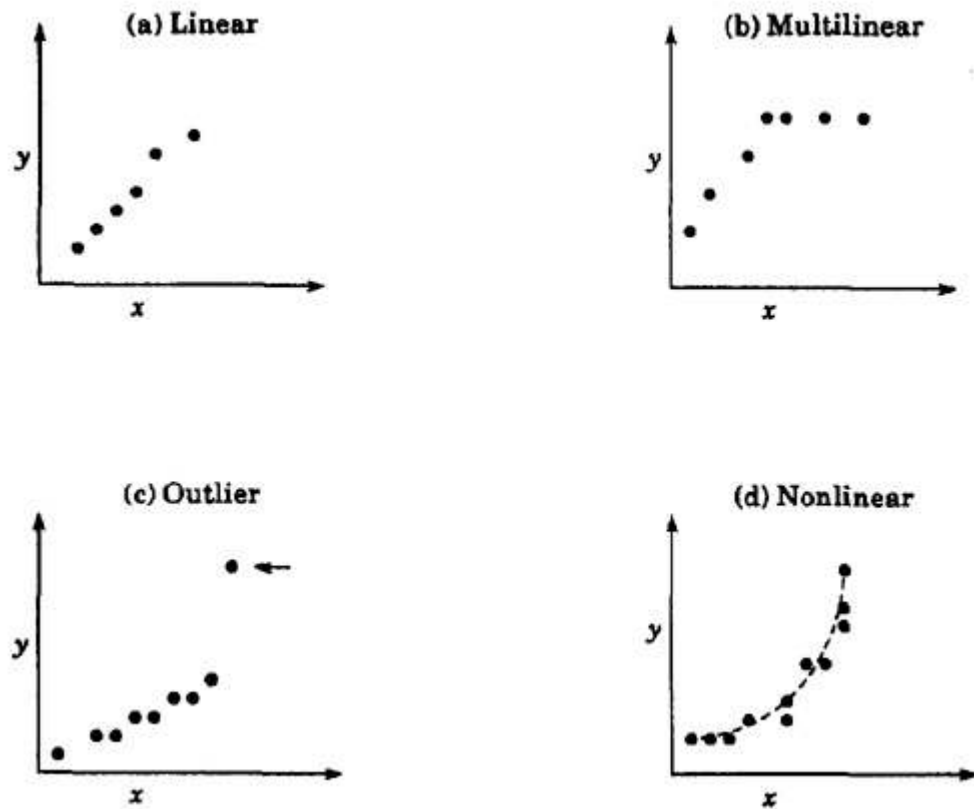 (a) Linear
(b) Multilinear
y
x
y
x
(c) Outlier
(d) Nonlinear
y
x
y
x